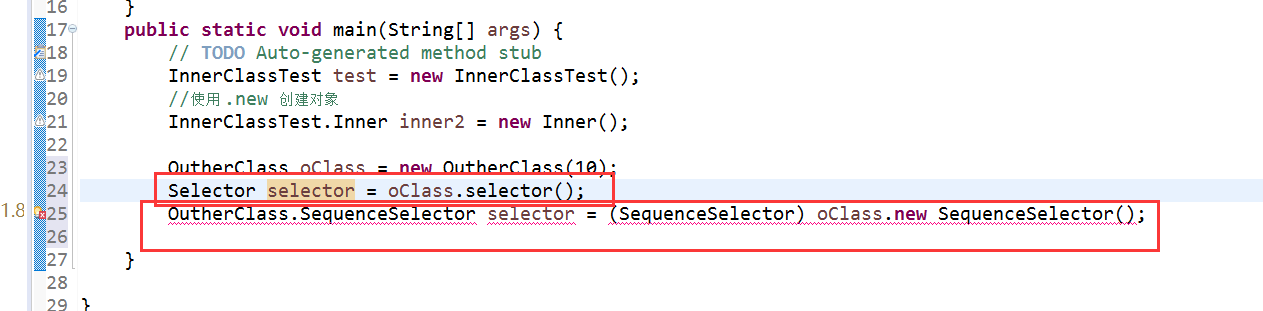 16 }
17 public static void main(String[] args) {
18 // TODO Auto-generated method stub
19 InnerClassTest test = new InnerClassTest();
20 //使用.new 创建对象
21 InnerClassTest.Inner inner2 = new Inner();
22
23 OutherClass oClass = new OutherClass(10);
24 Selector selector = oClass.selector();
1.8 25 OutherClass.SequenceSelector selector = (SequenceSelector) oClass.new SequenceSelector();
26
27 }
28
29 }